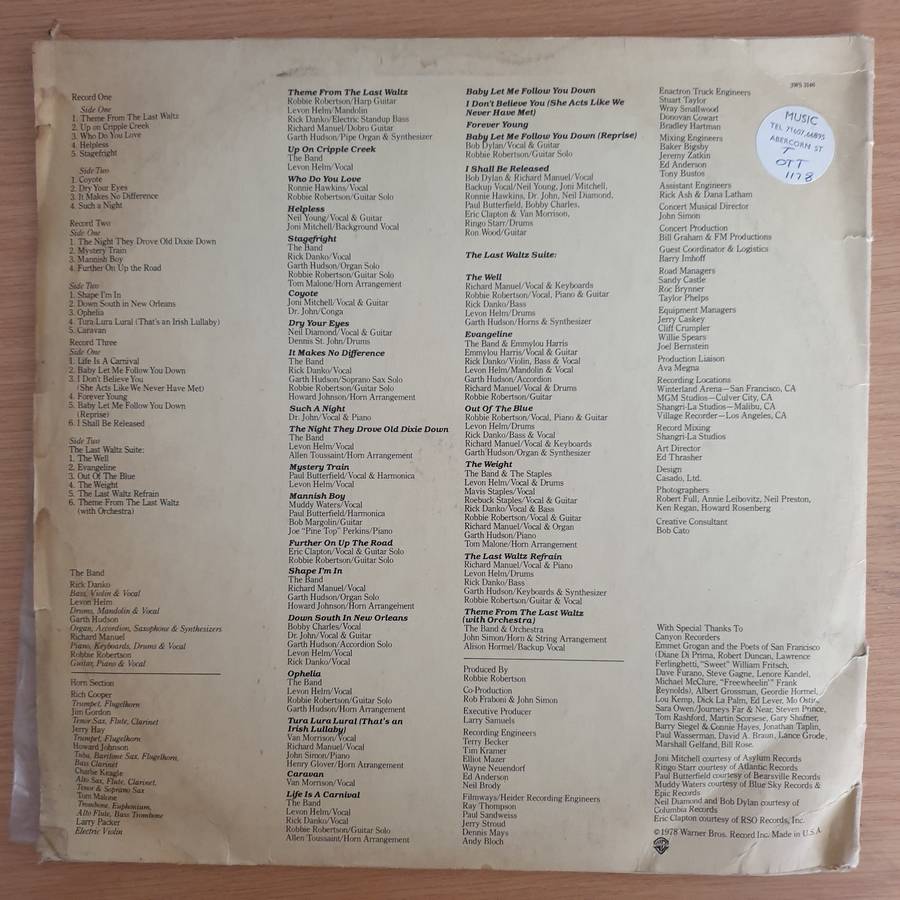 Record One
Side One
1. Theme From The Last Waltz
2. Up on Cripple Creek
3. Who Do You Love
4. Helpless
5. Stagefright
Side Two
1. Coyote
2. Dry Your Eyes
3. It Makes No Difference
4. Such a Night
Record Two
Side One
1. The Night They Drove Old Dixie Down
2. Mystery Train
3. Mannish Boy
4. Further On Up the Road
Side Two
1. Shape I'm In
2. Down South in New Orleans
3. Ophelia
4. Tura Lura Lural (That's an Irish Lullaby)
5. Caravan
Record Three
Side One
1. Life Is A Carnival
2. Baby Let Me Follow You Down
3. I Don't Believe You
(She Acts Like We Never Have Met)
4. Forever Young
5. Baby Let Me Follow You Down
(Reprise)
6. I Shall Be Released
Side Two
The Last Waltz Suite:
1. The Well
2. Evangeline
3. Out Of The Blue
4. The Weight
5. The Last Waltz Refrain
6. Theme From The Last Waltz
(with Orchestra)
The Band
Rick Danko
Bass, Violin & Vocal
Levon Helm
Drums, Mandolin & Vocal
Garth Hudson
Organ, Accordion, Saxophone & Synthesizers
Richard Manuel
Piano, Keyboards, Drums & Vocal
Robbie Robertson
Guitar, Piano & Vocal
Horn Section
Rich Cooper
Trumpet, Flugelhorn
Jim Gordon
Tenor Sax, Flute, Clarinet
Jerry Hay
Trumpet, Flugelhorn
Howard Johnson
Tuba, Baritone Sax, Flugelhorn,
Bass Clarinet
Charlie Keagle
Alto Sax, Flute, Clarinet,
Tenor & Soprano Sax
Tom Malone
Trombone, Euphonium,
Alto Flute, Bass Trombone
Larry Packer
Electric Violin
Theme From The Last Waltz
Robbie Robertson/Harp Guitar
Levon Helm/Mandolin
Rick Danko/Electric Standup Bass
Richard Manuel/Dobro Guitar
Garth Hudson/Pipe Organ & Synthesizer
Up On Cripple Creek
The Band
Levon Helm/Vocal
Who Do You Love
Ronnie Hawkins/Vocal
Robbie Robertson/Guitar Solo
Helpless
Neil Young/Vocal & Guitar
Joni Mitchell/Background Vocal
Stagefright
The Band
Rick Danko/Vocal
Garth Hudson/Organ Solo
Robbie Robertson/Guitar Solo
Tom Malone/Horn Arrangement
Coyote
Joni Mitchell/Vocal & Guitar
Dr. John/Conga
Dry Your Eyes
Neil Diamond/Vocal & Guitar
Dennis St. John/Drums
It Makes No Difference
The Band
Rick Danko/Vocal
Garth Hudson/Soprano Sax Solo
Robbie Robertson/Guitar Solo
Howard Johnson/Horn Arrangement
Such A Night
Dr. John/Vocal & Piano
The Night They Drove Old Dixie Down
The Band
Levon Helm/Vocal
Allen Toussaint/Horn Arrangement
Mystery Train
Paul Butterfield/Vocal & Harmonica
Levon Helm/Vocal
Mannish Boy
Muddy Waters/Vocal
Paul Butterfield/Harmonica
Bob Margolin/Guitar
Joe "Pine Top" Perkins/Piano
Further On Up The Road
Eric Clapton/Vocal & Guitar Solo
Robbie Robertson/Guitar Solo
Shape I'm In
The Band
Richard Manuel/Vocal
Garth Hudson/Organ Solo
Howard Johnson/Horn Arrangement
Down South In New Orleans
Bobby Charles/Vocal
Dr. John/Vocal & Guitar
Garth Hudson/Accordion Solo
Levon Helm/Vocal
Rick Danko/Vocal
Ophelia
The Band
Levon Helm/Vocal
Robbie Robertson/Guitar Solo
Garth Hudson/Horn Arrangement
Tura Lura Lural (That's an
Irish Lullaby)
Van Morrison/Vocal
Richard Manuel/Vocal
John Simon/Piano
Henry Glover/Horn Arrangement
Caravan
Van Morrison/Vocal
Life Is A Carnival
The Band
Levon Helm/Vocal
Rick Danko/Vocal
Robbie Robertson/Guitar Solo
Allen Toussaint/Horn Arrangement
Baby Let Me Follow You Down
I Don't Believe You (She Acts Like We
Never Have Met)
Forever Young
Baby Let Me Follow You Down (Reprise)
Bob Dylan/Vocal & Guitar
Robbie Robertson/Guitar Solo
I Shall Be Released
Bob Dylan & Richard Manuel/Vocal
Backup Vocal/Neil Young, Joni Mitchell,
Ronnie Hawkins, Dr. John, Neil Diamond,
Paul Butterfield, Bobby Charles,
Eric Clapton & Van Morrison,
Ringo Starr/Drums
Ron Wood/Guitar
The Last Waltz Suite:
The Well
Richard Manuel/Vocal & Keyboards
Robbie Robertson/Vocal, Piano & Guitar
Rick Danko/Bass
Levon Helm/Drums
Garth Hudson/Horns & Synthesizer
Evangeline
The Band & Emmylou Harris
Emmylou Harris/Vocal & Guitar
Rick Danko/Violin, Bass & Vocal
Levon Helm/Mandolin & Vocal
Garth Hudson/Accordion
Richard Manuel/Vocal & Drums
Robbie Robertson/Guitar
Out Of The Blue
Robbie Robertson/Vocal, Piano & Guitar
Levon Helm/Drums
Rick Danko/Bass & Vocal
Richard Manuel/Vocal & Keyboards
Garth Hudson/Organ & Synthesizer
The Weight
The Band & The Staples
Levon Helm/Vocal & Drums
Mavis Staples/Vocal
Roebuck Staples/Vocal & Guitar
Rick Danko/Vocal & Bass
Robbie Robertson/Vocal & Guitar
Richard Manuel/Vocal & Organ
Garth Hudson/Piano
Tom Malone/Horn Arrangement
The Last Waltz Refrain
Richard Manuel/Vocal & Piano
Levon Helm/Drums
Rick Danko/Bass
Garth Hudson/Keyboards & Synthesizer
Robbie Robertson/Guitar & Vocal
Theme From The Last Waltz
(with Orchestra)
The Band & Orchestra
John Simon/Horn & String Arrangement
Alison Hormel/Backup Vocal
Produced By
Robbie Robertson
Co-Production
Rob Fraboni & John Simon
Executive Producer
Larry Samuels
Recording Engineers
Terry Becker
Tim Kramer
Elliot Mazer
Wayne Neuendorf
Ed Anderson
Neil Brody
Filmways/Heider Recording Engineers
Ray Thompson
Paul Sandweiss
Jerry Stroud
Dennis Mays
Andy Bloch
3WS 3146
Enactron Truck Engineers
Stuart Taylor
Wray Smallwood
Donovan Cowart
Bradley Hartman
Mixing Engineers
Baker Bigsby
Jeremy Zatkin
Ed Anderson
Tony Bustos
Assistant Engineers
Rick Ash & Dana Latham
Concert Musical Director
John Simon
Concert Production
Bill Graham & FM Productions
Guest Coordinator & Logistics
Barry Imhoff
Road Managers
Sandy Castle
Roc Brynner
Taylor Phelps
Equipment Managers
Jerry Caskey
Cliff Crumpler
Willie Spears
Joel Bernstein
Production Liaison
Ava Megna
Recording Locations
Winterland Arena—San Francisco, CA
MGM Studios—Culver City, CA
Shangri-La Studios—Malibu, CA
Village Recorder—Los Angeles, CA
Record Mixing
Shangri-La Studios
Art Director
Ed Thrasher
Design
Casado, Ltd.
Photographers
Robert Full, Annie Leibovitz, Neil Preston,
Ken Regan, Howard Rosenberg
Creative Consultant
Bob Cato
With Special Thanks To
Canyon Recorders
Emmet Grogan and the Poets of San Francisco
(Diane Di Prima, Robert Duncan, Lawrence
Ferlinghetti, "Sweet" William Fritsch,
Dave Furano, Steve Gagne, Lenore Kandel,
Michael McClure, "Freewheelin'" Frank
Reynolds), Albert Grossman, Geordie Hormel,
Lou Kemp, Dick La Palm, Ed Lever, Mo Ostin,
Sara Owen/Journeys Far & Near, Steven Prince,
Tom Rashford, Martin Scorsese, Gary Shafner,
Barry Siegel & Connie Hayes, Jonathan Taplin,
Paul Wasserman, David A. Braun, Lance Grode,
Marshall Gelfand, Bill Rose.
Joni Mitchell courtesy of Asylum Records
Ringo Starr courtesy of Atlantic Records
Paul Butterfield courtesy of Bearsville Records
Muddy Waters courtesy of Blue Sky Records &
Epic Records
Neil Diamond and Bob Dylan courtesy of
Columbia Records
Eric Clapton courtesy of RSO Records, Inc.
©1978 Warner Bros. Record Inc. Made in U.S.A
MUSIC
TEL 71607, 66895
ABERCORN ST.
T
OTT
1178